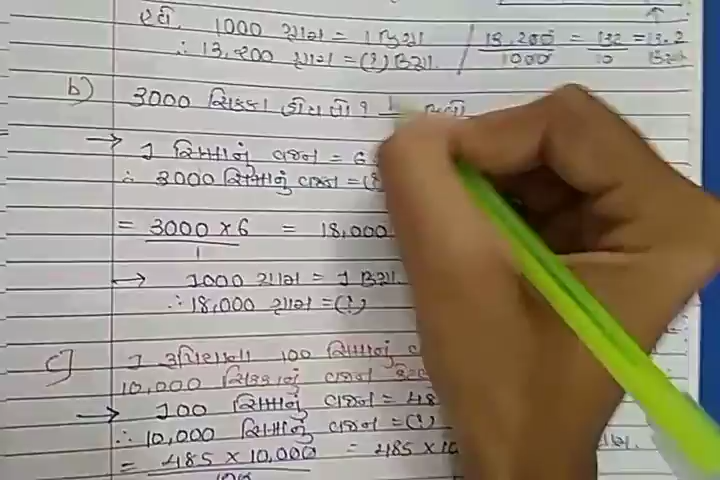 1000 ગ્રામ = 1 કિગ્રા / 13,200 = 132 = 13.2
∴ 13,200 ગ્રામ = (?) કિગ્રા. / 1000 10 કિગ્રા
b) 3000 સિક્કા હોય તો ?
→ 1 સિક્કાનું વજન = 6
∴ 3000 સિક્કાનું વજન = (?
= 3000 × 6 = 18,000
1
→ 1000 ગ્રામ = 1 કિગ્રા.
∴ 18,000 ગ્રામ = (?)
c) 1 રૂપિયાના 100 સિક્કાનું
10,000 સિક્કાનું વજન
→ 100 સિક્કાનું વજન = 48
∴ 10,000 સિક્કાનું વજન = (?)
= 485 × 10,000 = 485 × 10
100